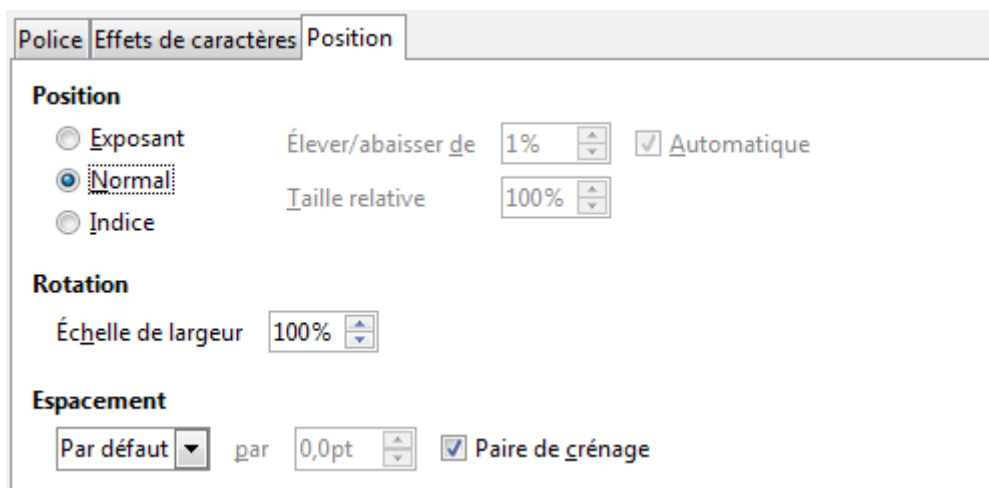 Police Effets de caractères Position
Position
Exposant Élever/abaisser de 1% Automatique
Normal
Taille relative 100%
Indice
Rotation
Échelle de largeur 100%
Espacement
Par défaut par 0,0pt Paire de crénage